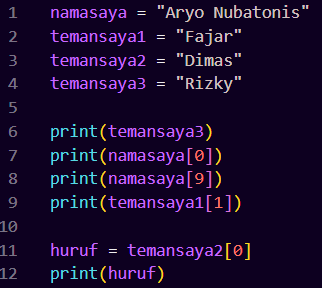 1 namasaya = "Aryo Nubatonis"
2 temansaya1 = "Fajar"
3 temansaya2 = "Dimas"
4 temansaya3 = "Rizky"
5
6 print(temansaya3)
7 print(namasaya[0])
8 print(namasaya[9])
9 print(temansaya1[1])
10
11 huruf = temansaya2[0]
12 print(huruf)